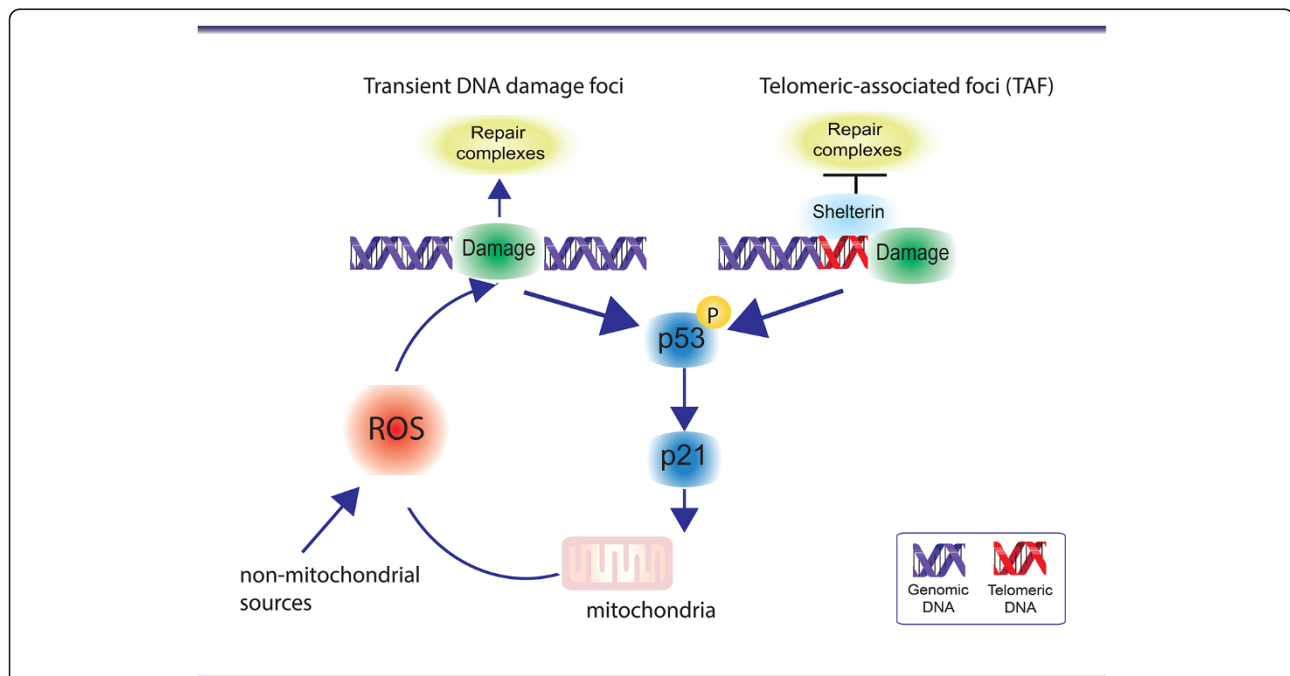 Transient DNA damage foci
Telomeric-associated foci (TAF)
Repair
complexes
Repair
complexes
Shelterin
Damage
Damage
P
p53
ROS
p21
non-mitochondrial
sources
mitochondria
Genomic
DNA
Telomeric
DNA